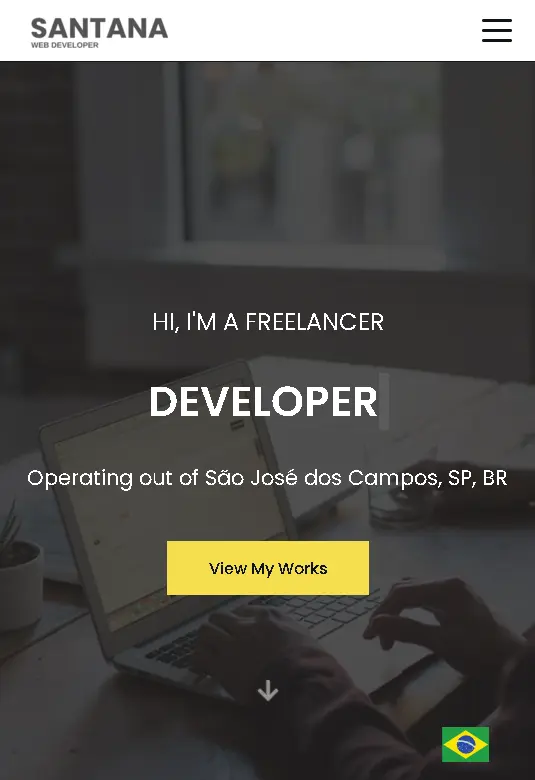 SANTANA
WEB DEVELOPER
HI, I'M A FREELANCER
DEVELOPER
Operating out of São José dos Campos, SP, BR
View My Works